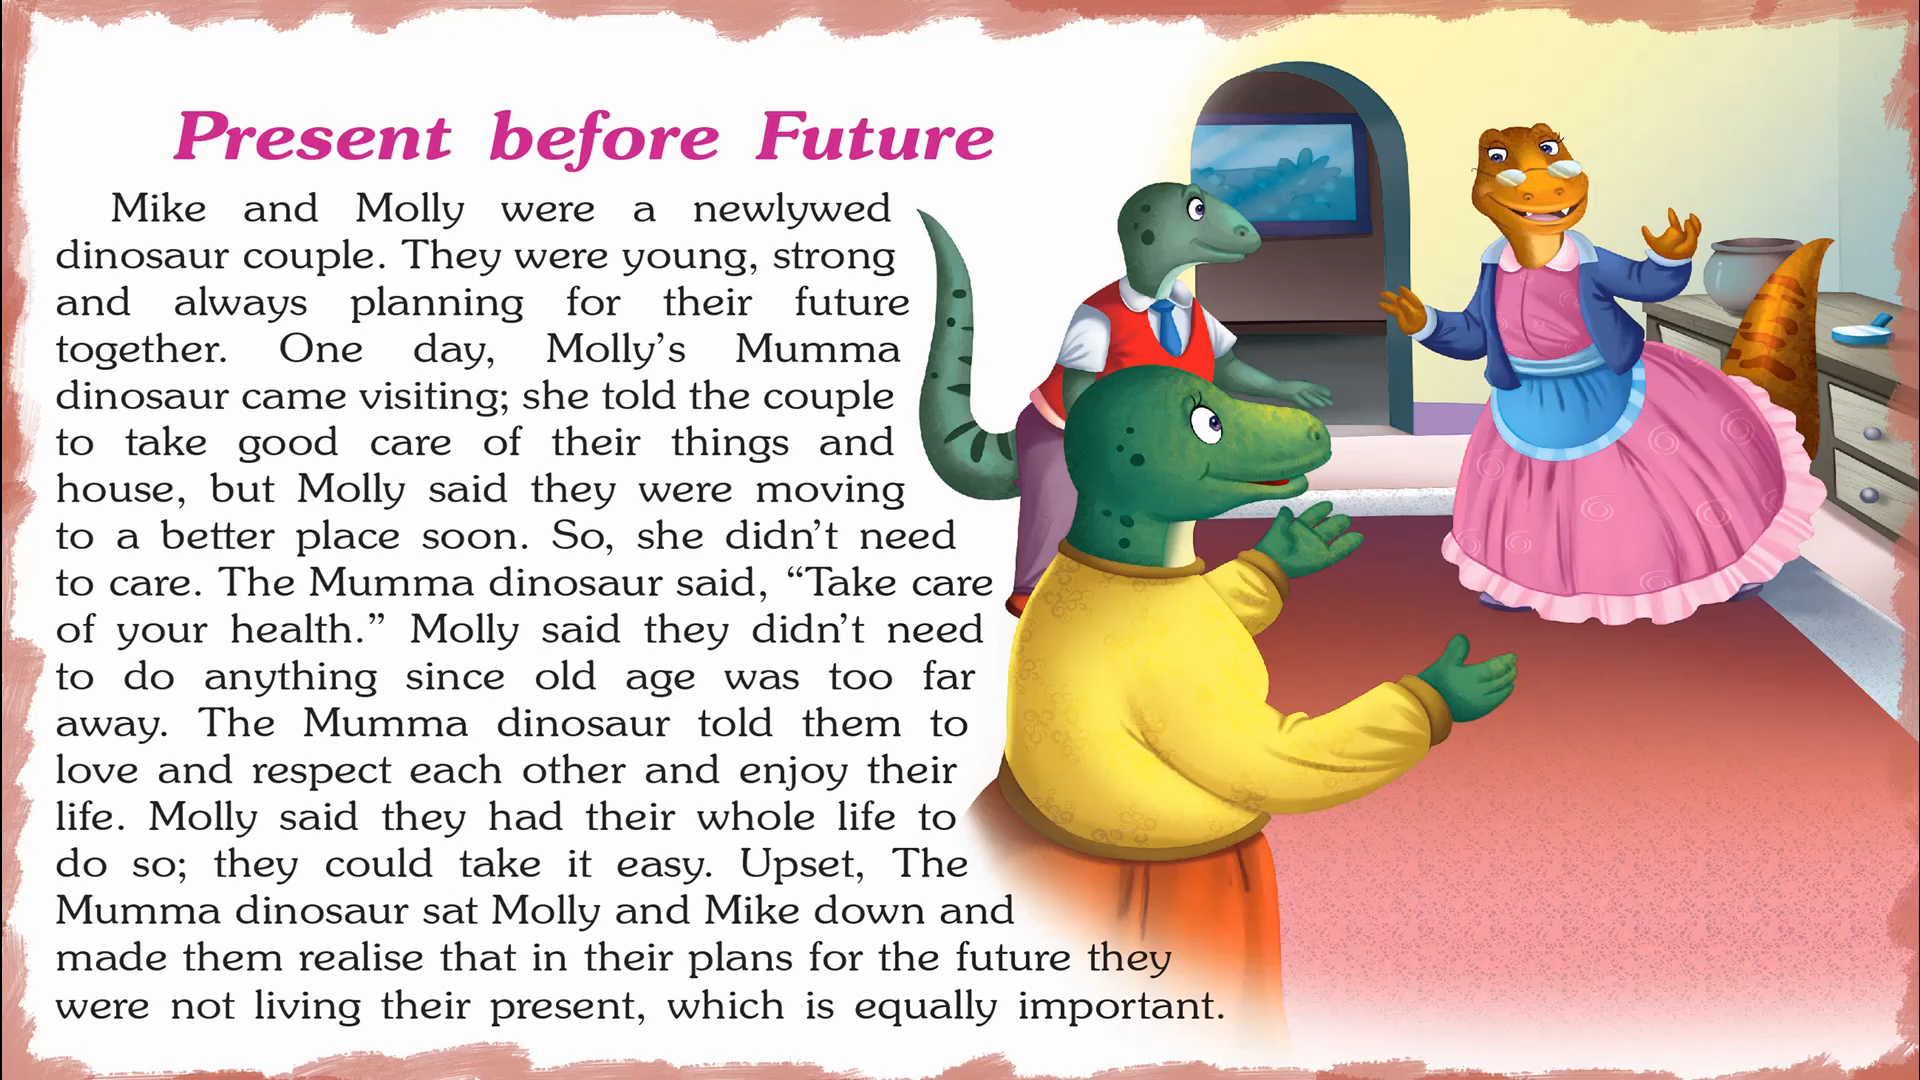 Present before Future
Mike and Molly were a newlywed
dinosaur couple. They were young, strong
and always planning for their future
together. One day, Molly’s Mumma
dinosaur came visiting; she told the couple
to take good care of their things and
house, but Molly said they were moving
to a better place soon. So, she didn’t need
to care. The Mumma dinosaur said, “Take care
of your health.” Molly said they didn’t need
to do anything since old age was too far
away. The Mumma dinosaur told them to
love and respect each other and enjoy their
life. Molly said they had their whole life to
do so; they could take it easy. Upset, The
Mumma dinosaur sat Molly and Mike down and
made them realise that in their plans for the future they
were not living their present, which is equally important.